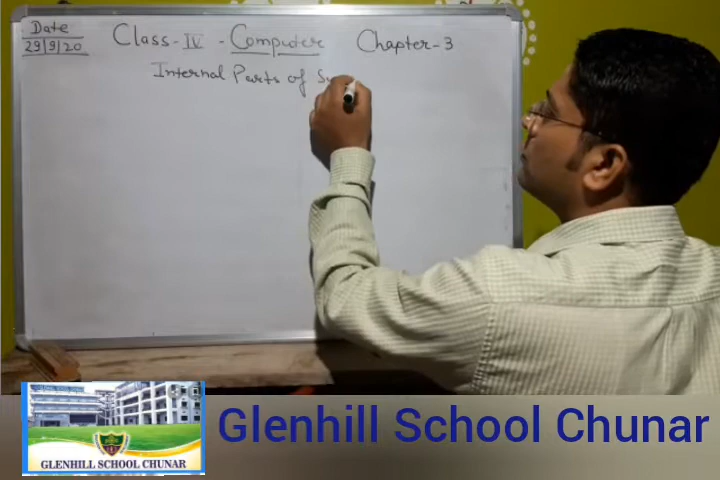 Date
29/9/20
Class-IV - Computer Chapter-3
Internal Parts of
GLENHILL SCHOOL CHUNAR
Glenhill School Chunar